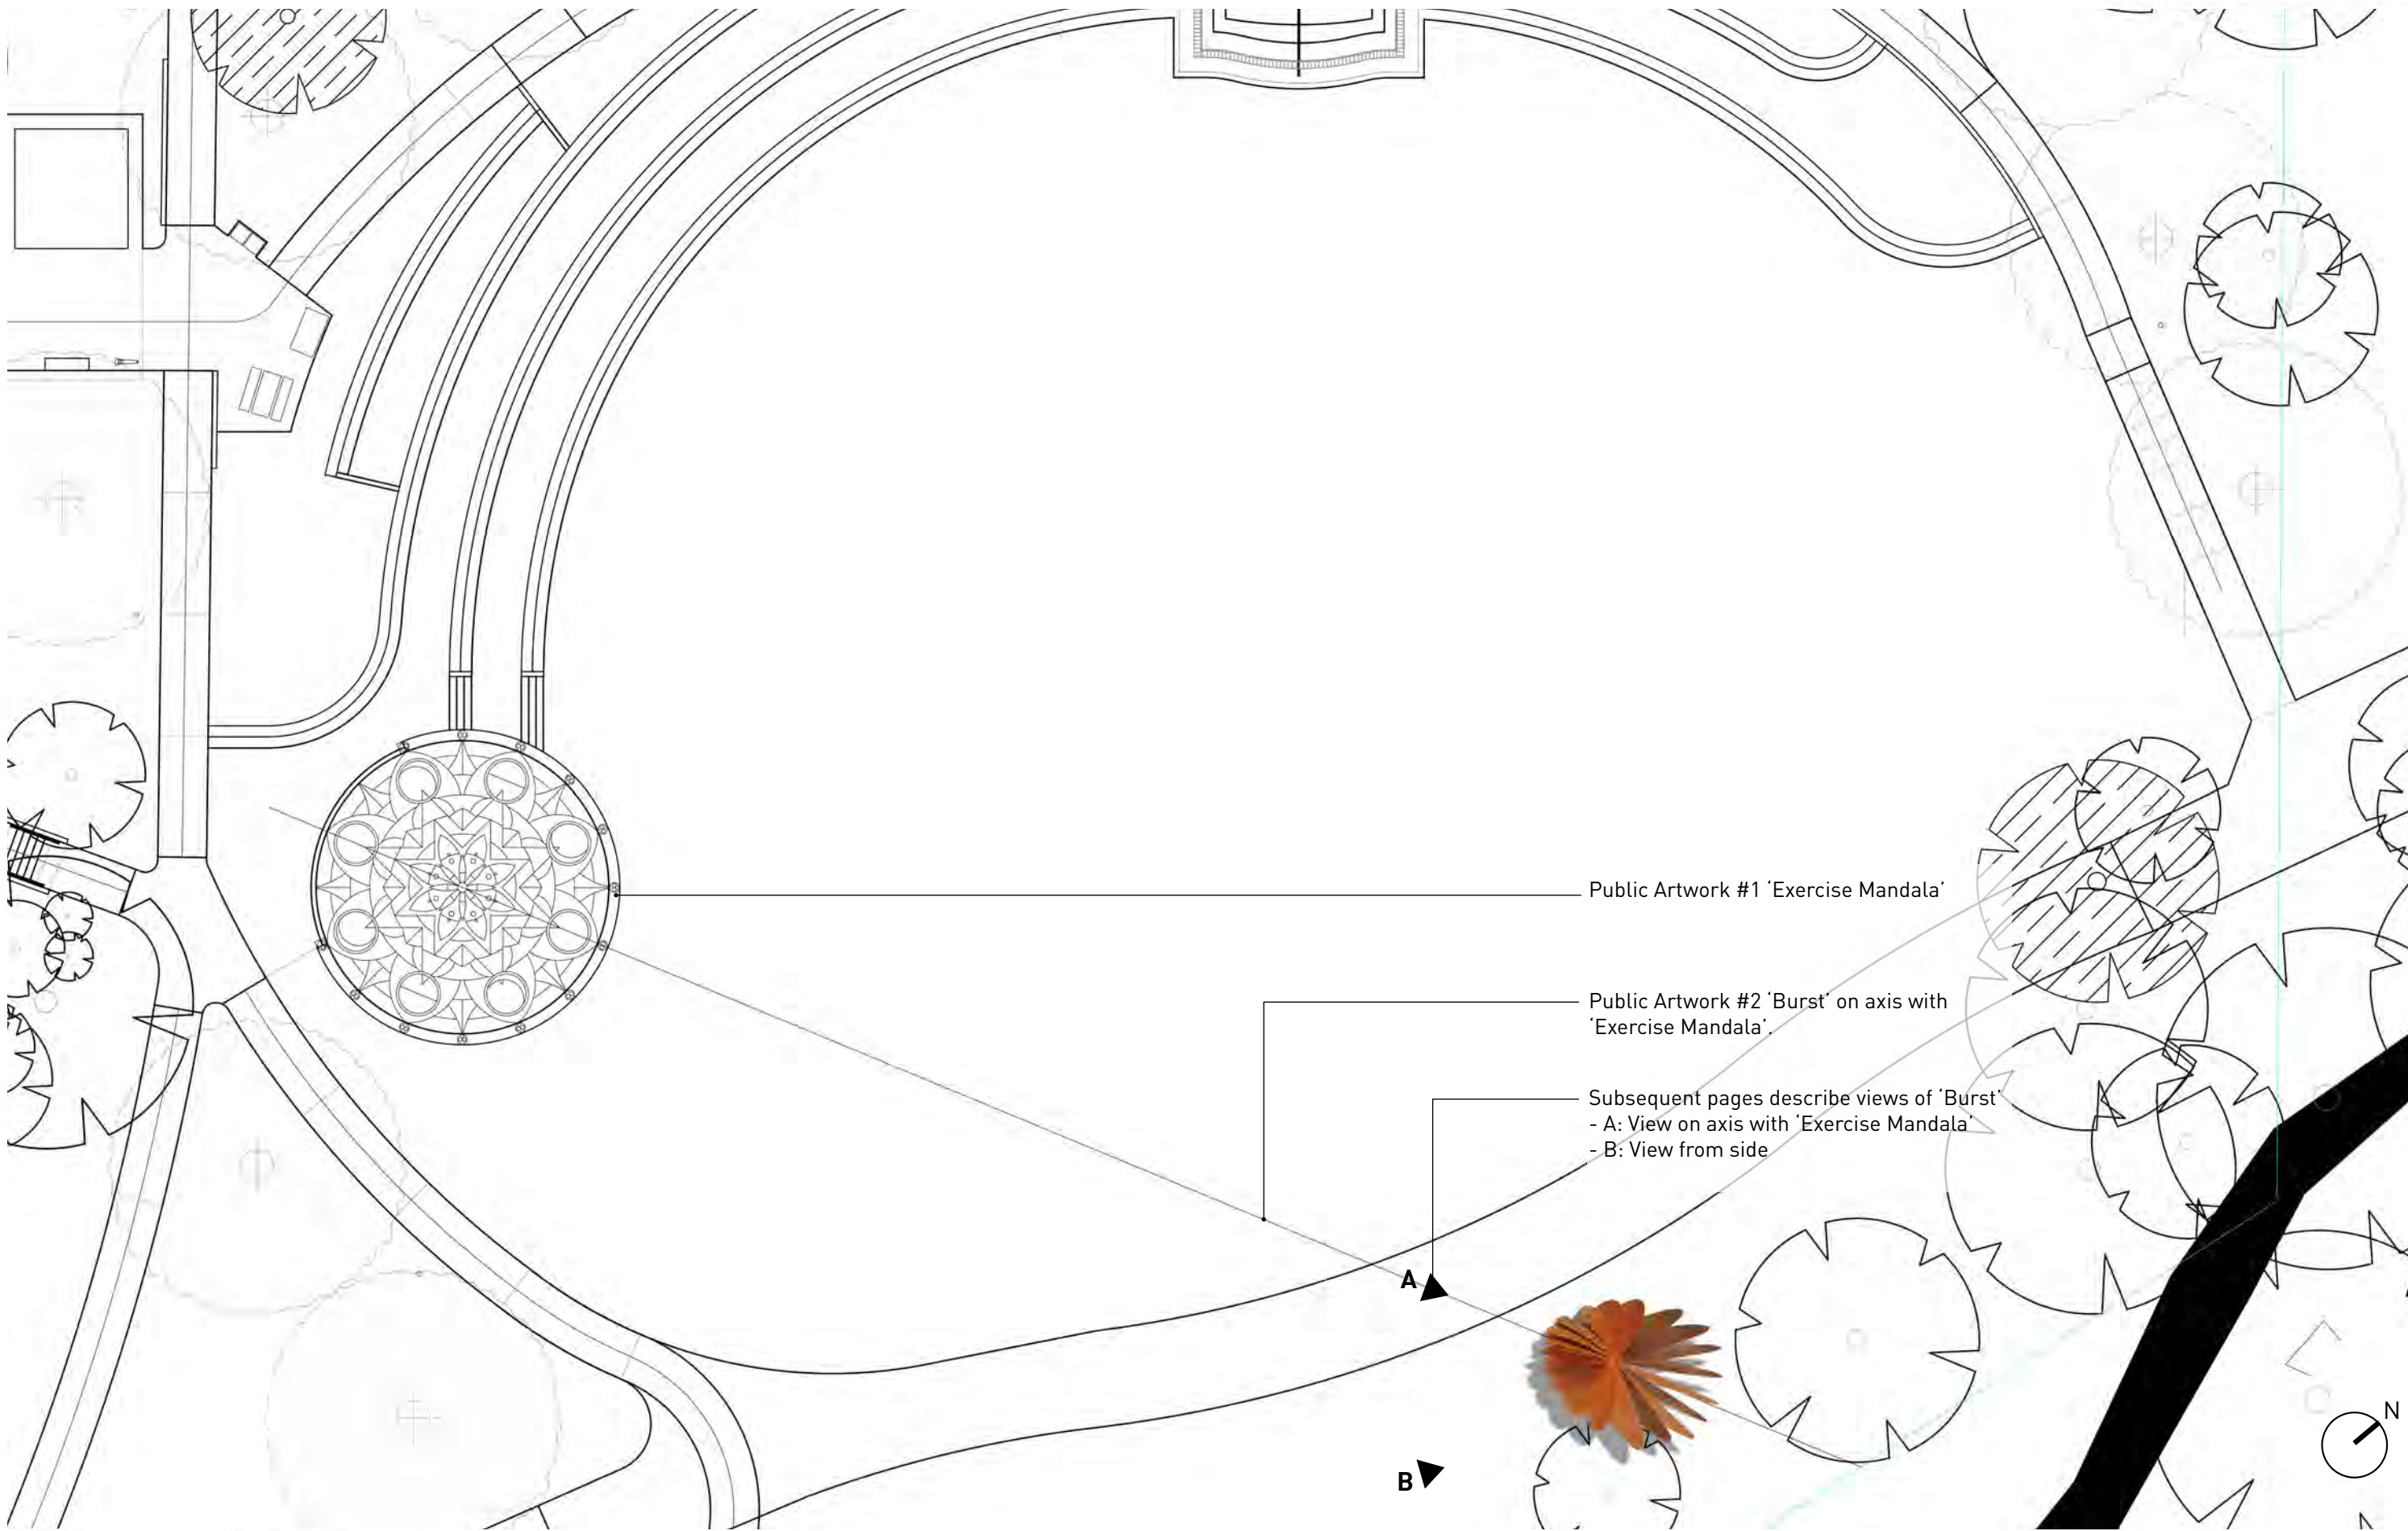 Public Artwork #1 ‘Exercise Mandala’
Public Artwork #2 ‘Burst’ on axis with
‘Exercise Mandala’.
Subsequent pages describe views of ‘Burst’
- A: View on axis with ‘Exercise Mandala’
- B: View from side
A
B
N